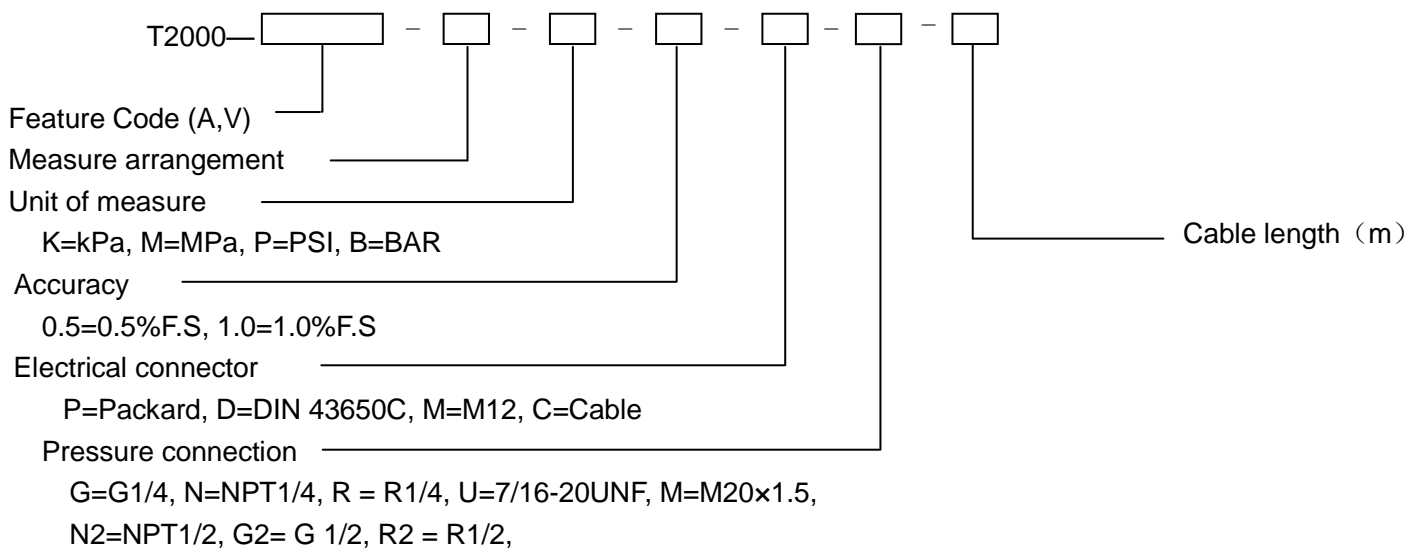 T2000— – – – – – –
Feature Code (A,V)
Measure arrangement
Unit of measure
K=kPa, M=MPa, P=PSI, B=BAR
Cable length（m）
Accuracy
0.5=0.5%F.S, 1.0=1.0%F.S
Electrical connector
P=Packard, D=DIN 43650C, M=M12, C=Cable
Pressure connection
G=G1/4, N=NPT1/4, R = R1/4, U=7/16-20UNF, M=M20×1.5,
N2=NPT1/2, G2= G 1/2, R2 = R1/2,